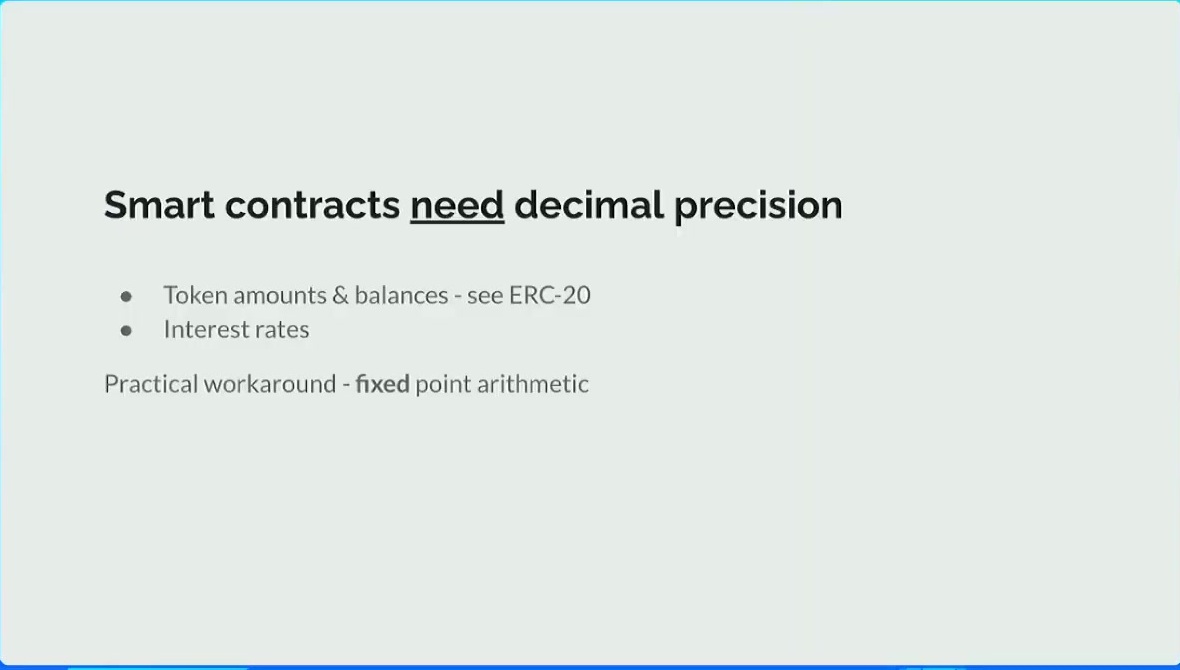 Smart contracts need decimal precision
● Token amounts & balances - see ERC-20
● Interest rates
Practical workaround - fixed point arithmetic